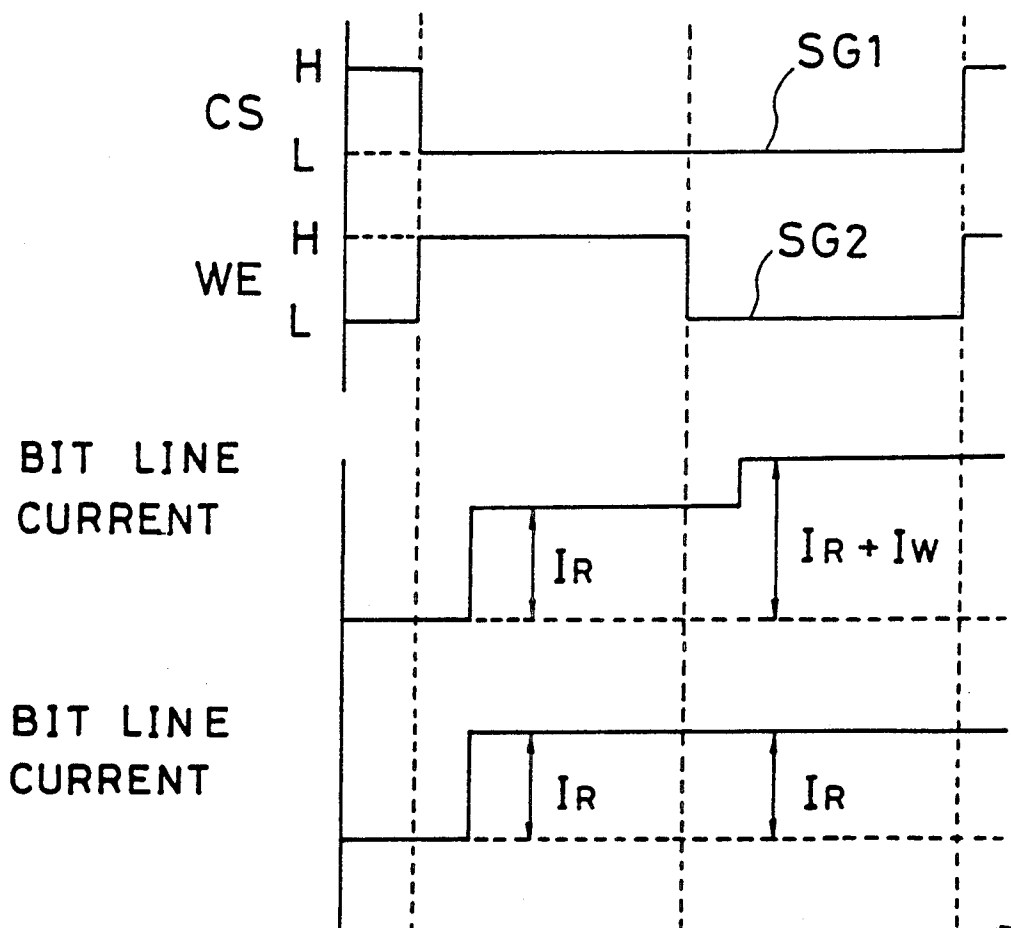 H
SG1
CS
L
H
SG2
WE
L
BIT LINE
CURRENT
IR
IR + IW
BIT LINE
CURRENT
IR
IR